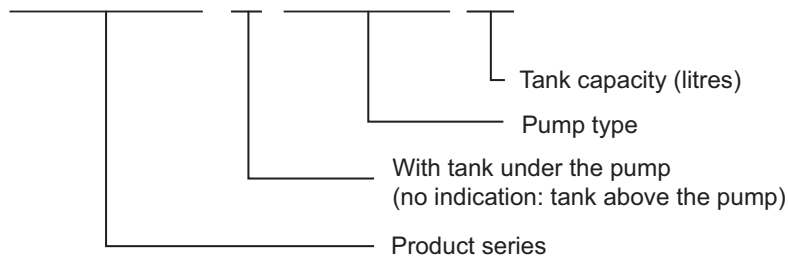 Tank capacity (litres)
Pump type
With tank under the pump
(no indication: tank above the pump)
Product series